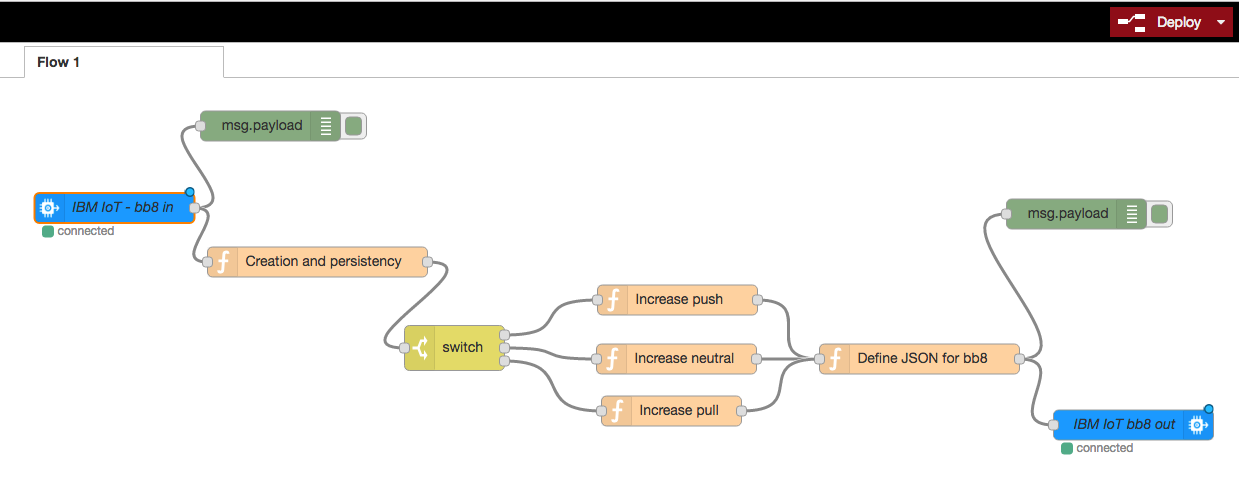 Deploy
Flow 1
msg.payload
IBM IoT - bb8 in
connected
Creation and persistency
switch
Increase push
Increase neutral
Increase pull
Define JSON for bb8
msg.payload
IBM IoT bb8 out
connected